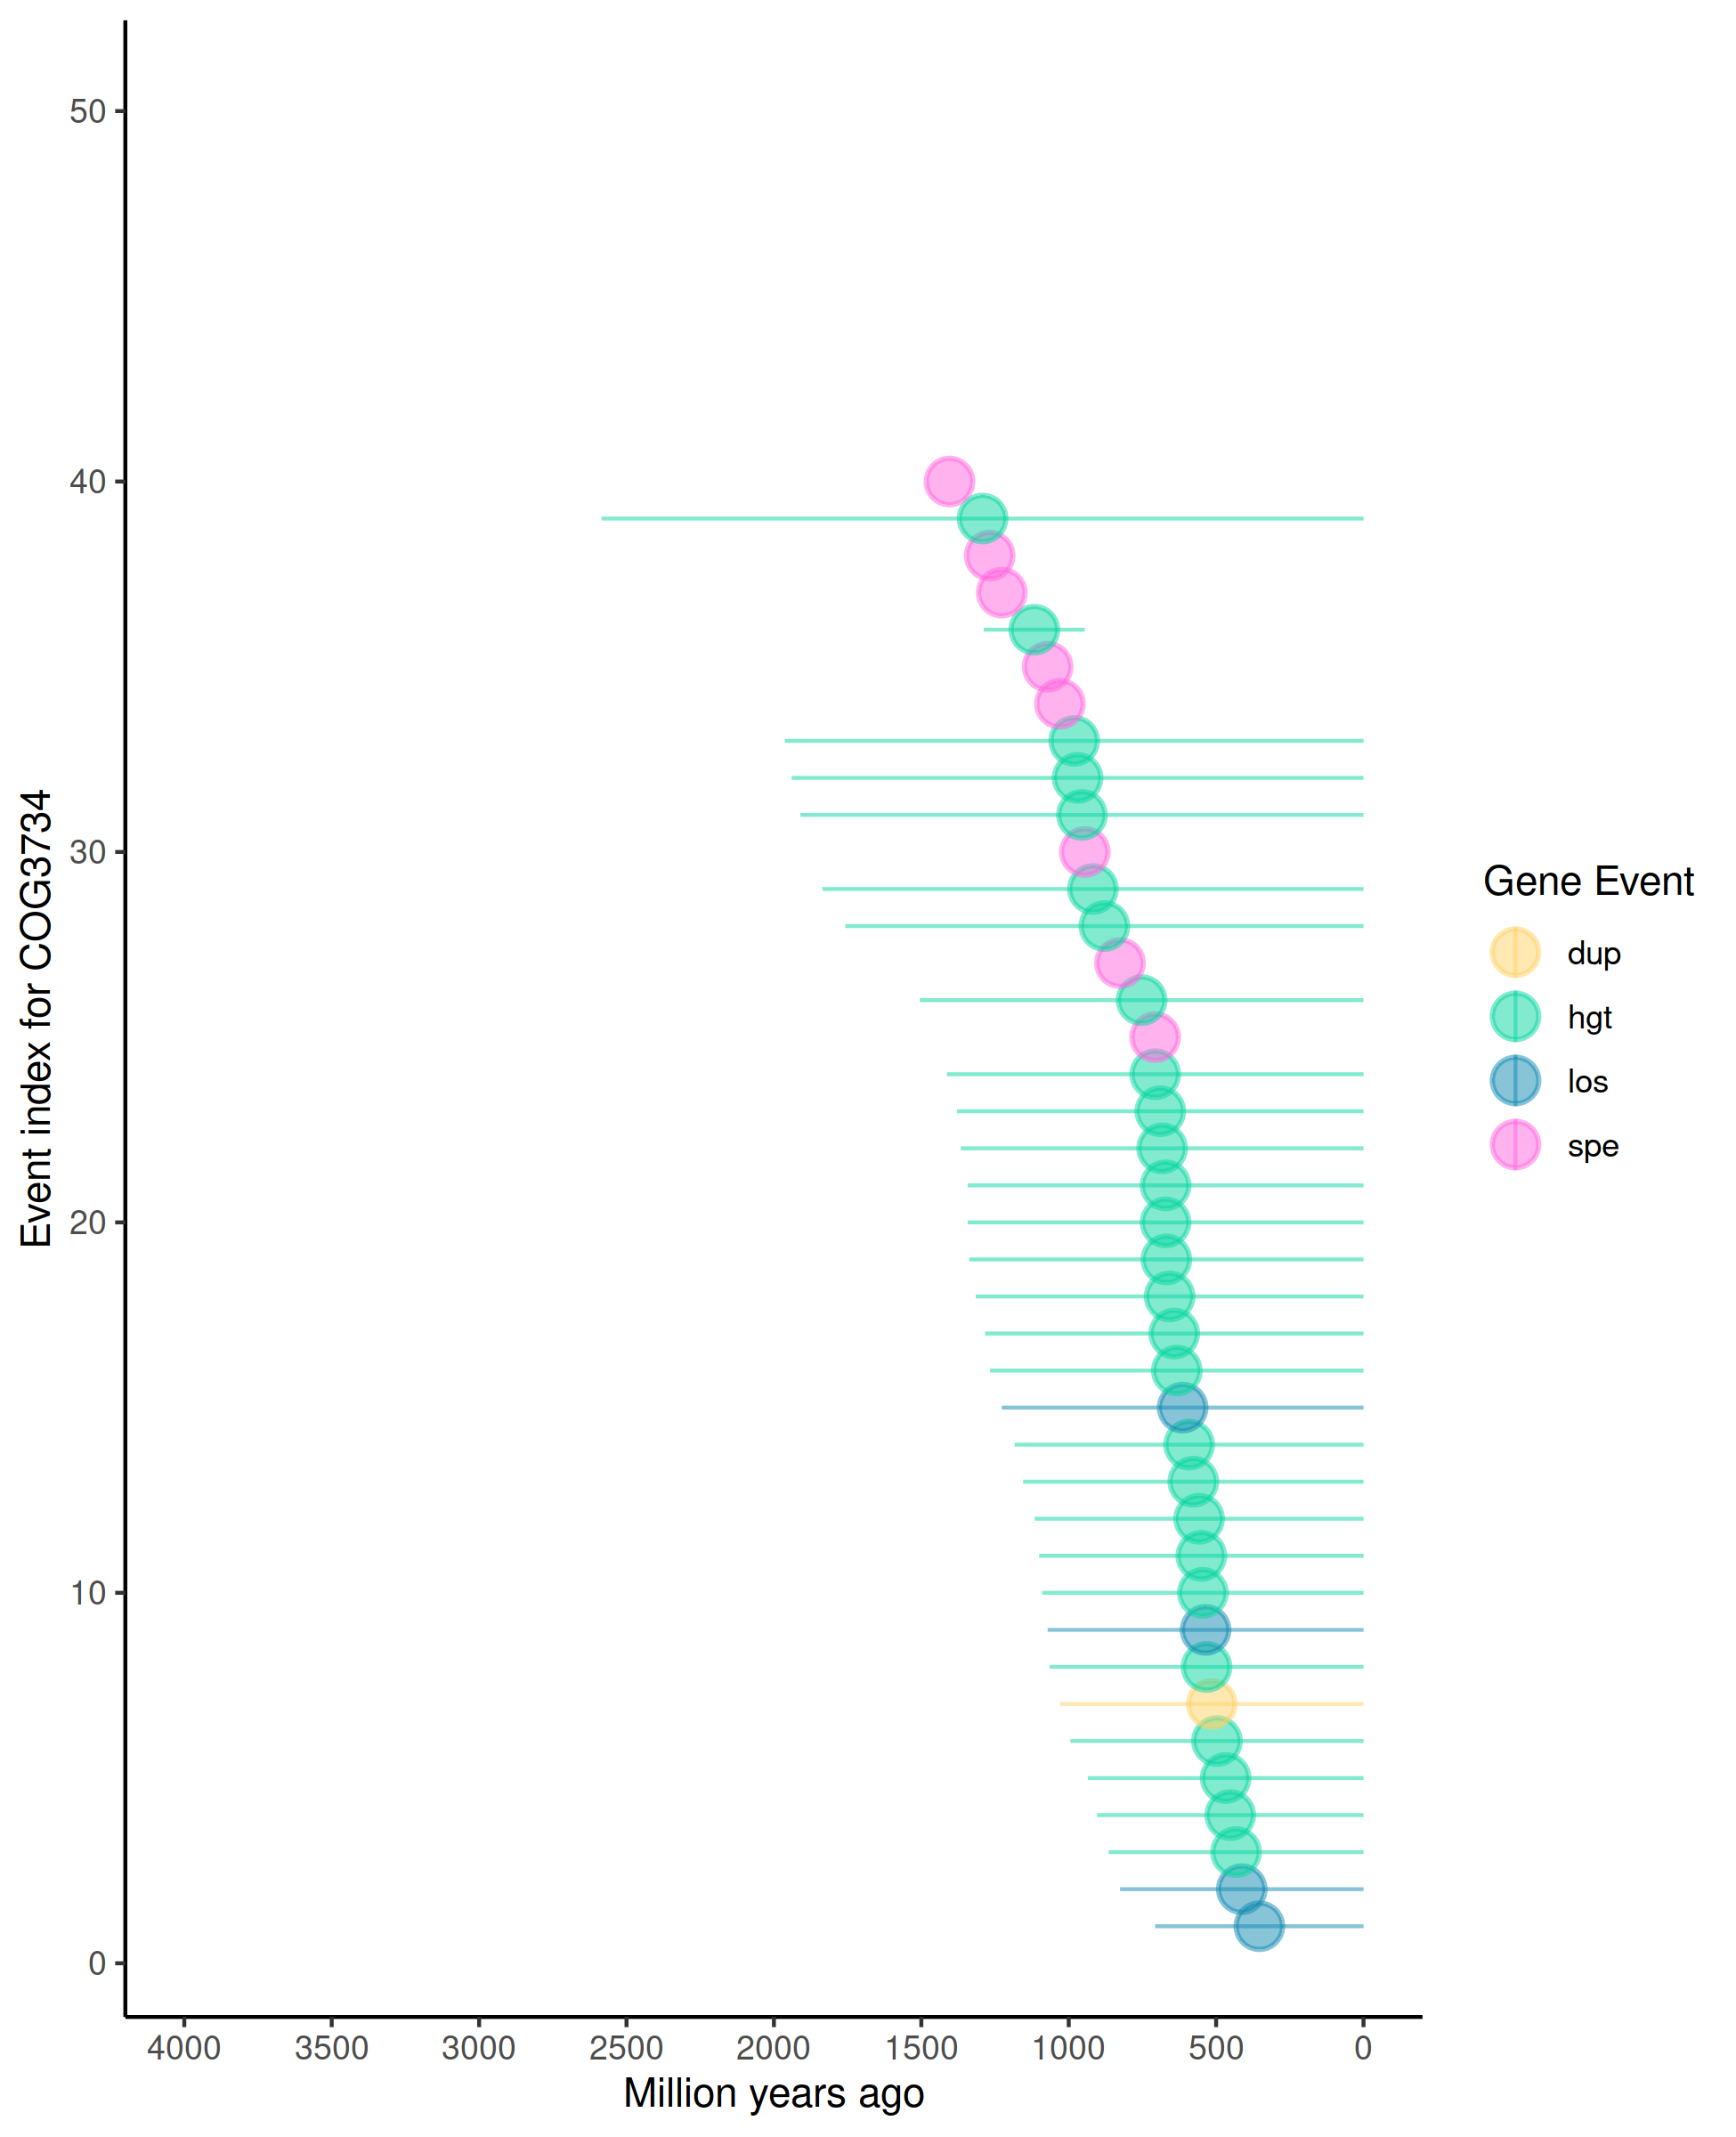 Event index for COG3734
50
40
30
20
10
0
4000 3500 3000 2500 2000 1500 1000 500 0
Million years ago
Gene Event
dup
hgt
los
spe